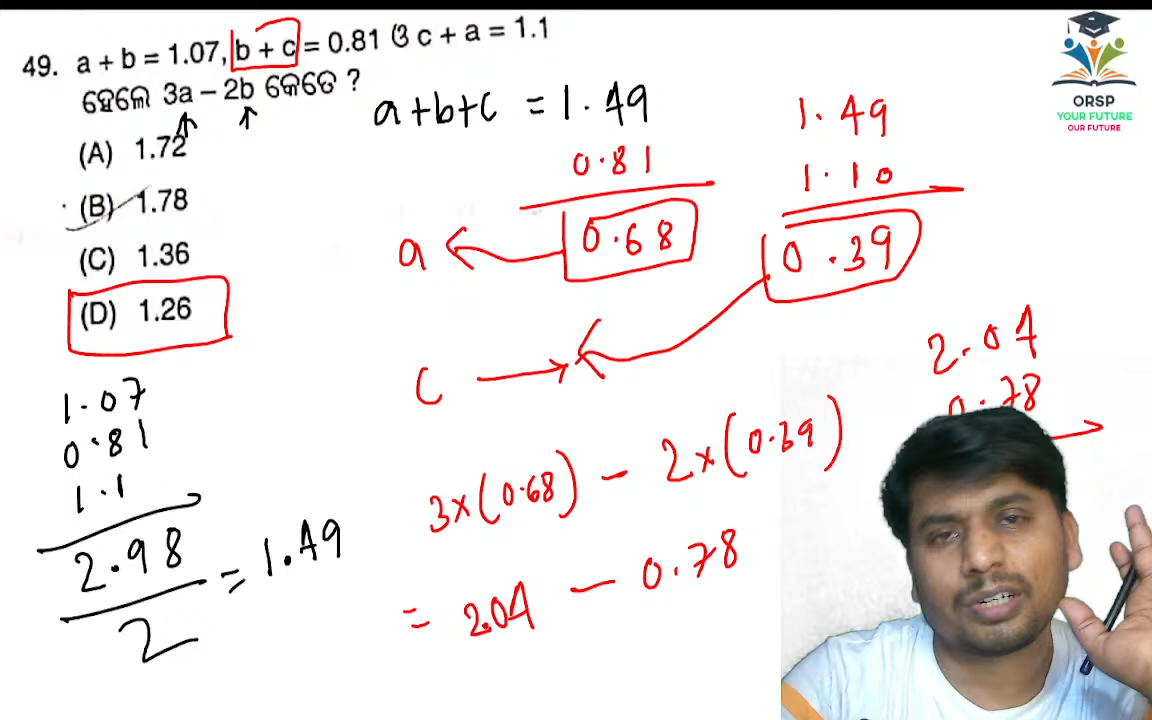 49. a + b = 1.07, b + c = 0.81 ଓ c + a = 1.1
ହେଲେ 3a – 2b କେତେ ?
(A) 1.72
(B) 1.78
(C) 1.36
(D) 1.26
a+b+c = 1.49
0.81
0.68
a
1.49
1.10
0.39
c
1.07
0.81
1.1
2.98
2
= 1.49
3×(0.68) – 2×(0.39)
= 2.04 – 0.78
2.04
0.78
ORSP
YOUR FUTURE
OUR FUTURE